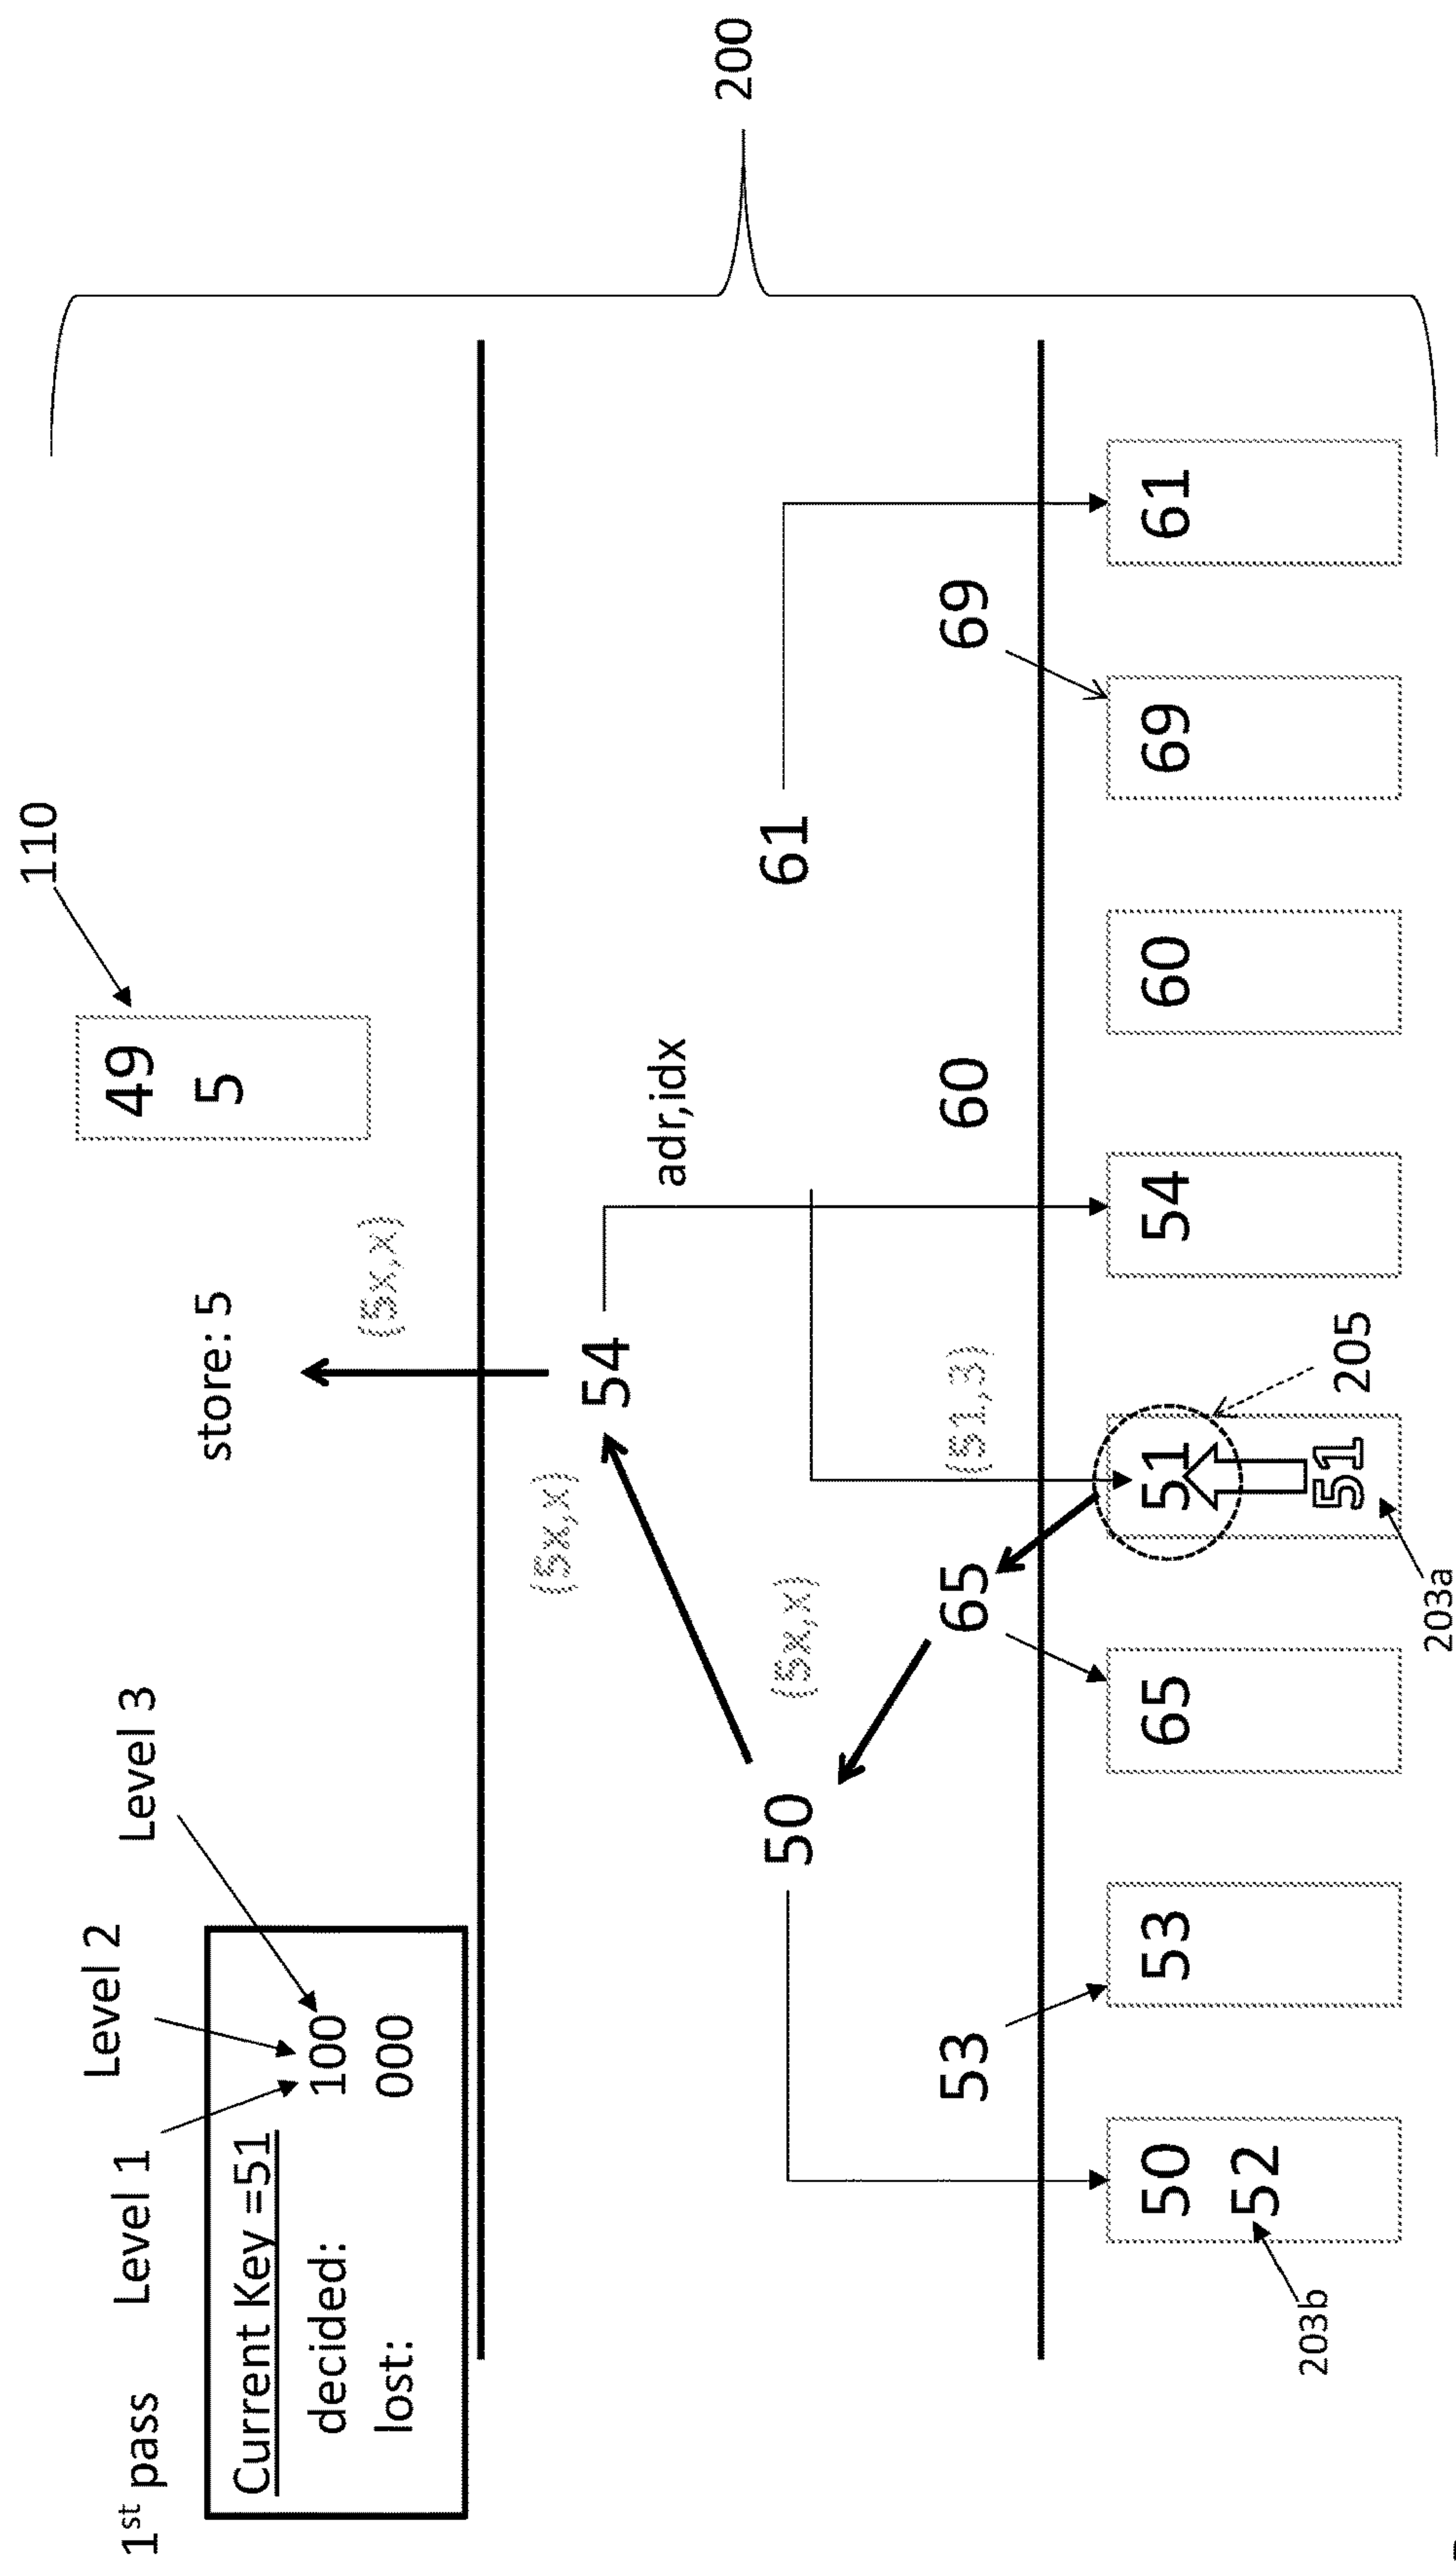 1st pass
Level 1
Level 2
Level 3
110
Current Key =51
decided: 100
lost: 000
store: 5
49
5
(5x,x)
200
54
(5x,x)
adr,idx
50
(5x,x)
61
53
65
(51,3)
60
69
50
52
53
65
51
51
54
60
69
61
203b
203a
205